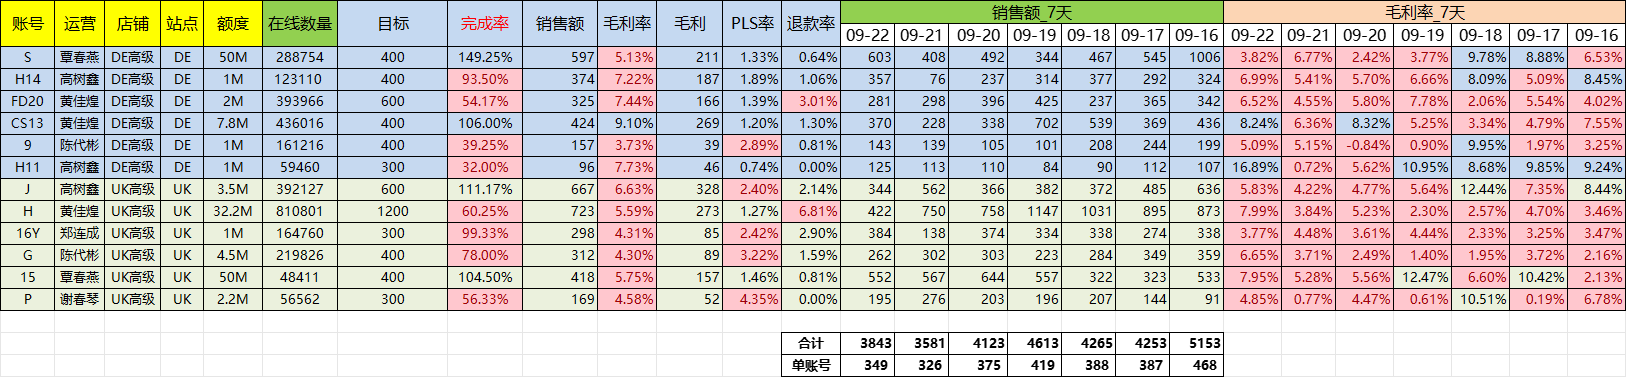 账号 运营 店铺 站点 额度 在线数量 目标 完成率 销售额 毛利率 毛利 PLS率 退款率 销售额_7天 毛利率_7天
09-22 09-21 09-20 09-19 09-18 09-17 09-16 09-22 09-21 09-20 09-19 09-18 09-17 09-16
S 覃春燕 DE高级 DE 50M 288754 400 149.25% 597 5.13% 211 1.33% 0.64% 603 408 492 344 467 545 1006 3.82% 6.77% 2.42% 3.77% 9.78% 8.88% 6.53%
H14 高树鑫 DE高级 DE 1M 123110 400 93.50% 374 7.22% 187 1.89% 1.06% 357 76 237 314 377 292 324 6.99% 5.41% 5.70% 6.66% 8.09% 5.09% 8.45%
FD20 黄佳煌 DE高级 DE 2M 393966 600 54.17% 325 7.44% 166 1.39% 3.01% 281 298 396 425 237 365 342 6.52% 4.55% 5.80% 7.78% 2.06% 5.54% 4.02%
CS13 黄佳煌 DE高级 DE 7.8M 436016 400 106.00% 424 9.10% 269 1.20% 1.30% 370 228 338 702 539 369 436 8.24% 6.36% 8.32% 5.25% 3.34% 4.79% 7.55%
9 陈代彬 DE高级 DE 1M 161216 400 39.25% 157 3.73% 39 2.89% 0.81% 143 139 105 101 208 244 199 5.09% 5.15% -0.84% 0.90% 9.95% 1.97% 3.25%
H11 高树鑫 DE高级 DE 1M 59460 300 32.00% 96 7.73% 46 0.74% 0.00% 125 113 110 84 90 112 107 16.89% 0.72% 5.62% 10.95% 8.68% 9.85% 9.24%
J 高树鑫 UK高级 UK 3.5M 392127 600 111.17% 667 6.63% 328 2.40% 2.14% 344 562 366 382 372 485 636 5.83% 4.22% 4.77% 5.64% 12.44% 7.35% 8.44%
H 黄佳煌 UK高级 UK 32.2M 810801 1200 60.25% 723 5.59% 273 1.27% 6.81% 422 750 758 1147 1031 895 873 7.99% 3.84% 5.23% 2.30% 2.57% 4.70% 3.46%
16Y 郑连成 UK高级 UK 1M 164760 300 99.33% 298 4.31% 85 2.42% 2.90% 384 138 374 334 338 274 338 3.77% 4.48% 3.61% 4.44% 2.33% 3.25% 3.47%
G 陈代彬 UK高级 UK 4.5M 219826 400 78.00% 312 4.30% 89 3.22% 1.59% 262 302 303 223 284 349 359 6.65% 3.71% 2.49% 1.40% 1.95% 3.72% 2.16%
15 覃春燕 UK高级 UK 50M 48411 400 104.50% 418 5.75% 157 1.46% 0.81% 552 567 644 557 322 323 533 7.95% 5.28% 5.56% 12.47% 6.60% 10.42% 2.13%
P 谢春琴 UK高级 UK 2.2M 56562 300 56.33% 169 4.58% 52 4.35% 0.00% 195 276 203 196 207 144 91 4.85% 0.77% 4.47% 0.61% 10.51% 0.19% 6.78%
合计 3843 3581 4123 4613 4265 4253 5153
单账号 349 326 375 419 388 387 468